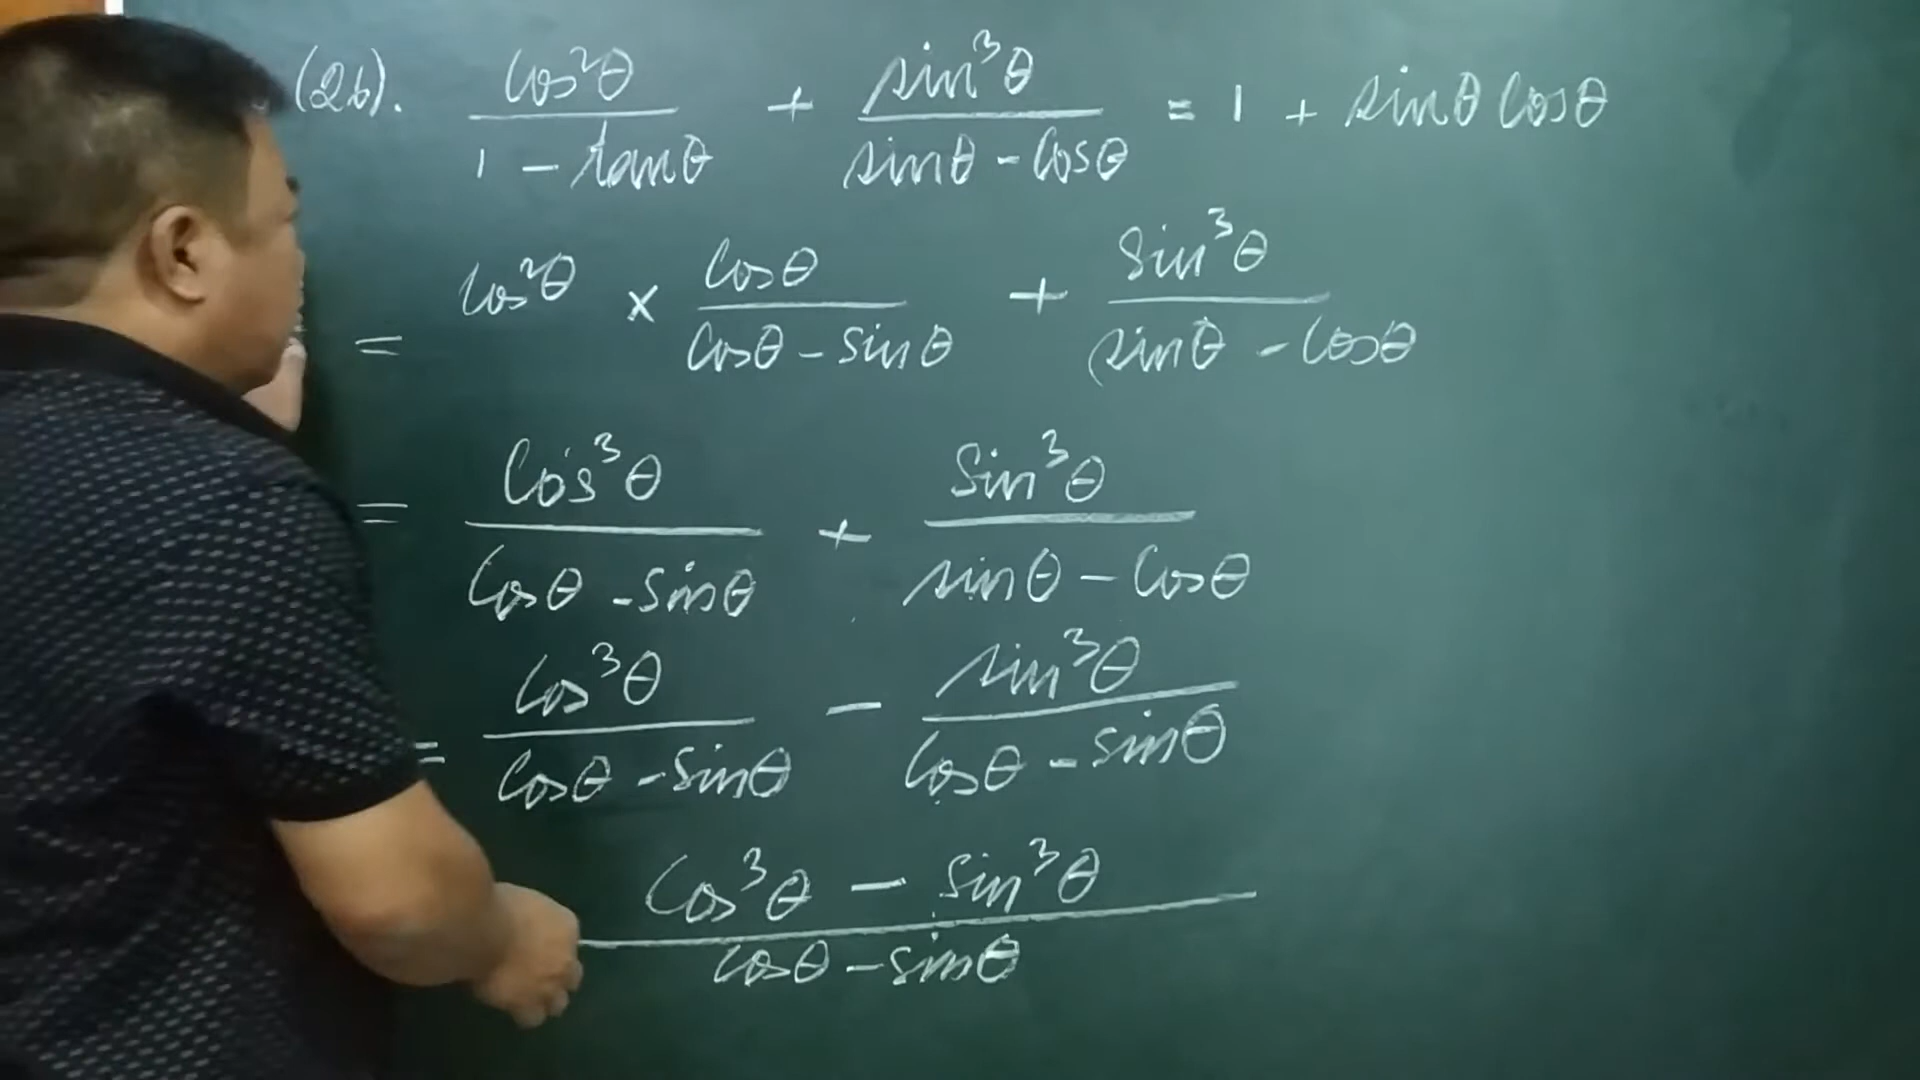 (26). cos²θ / (1 - tanθ) + sin³θ / (sinθ - cosθ) = 1 + sinθ cosθ
= cos²θ × cosθ / (cosθ - sinθ) + sin³θ / (sinθ - cosθ)
= cos³θ / (cosθ - sinθ) + sin³θ / (sinθ - cosθ)
= cos³θ / (cosθ - sinθ) - sin³θ / (cosθ - sinθ)
(cos³θ - sin³θ) / (cosθ - sinθ)